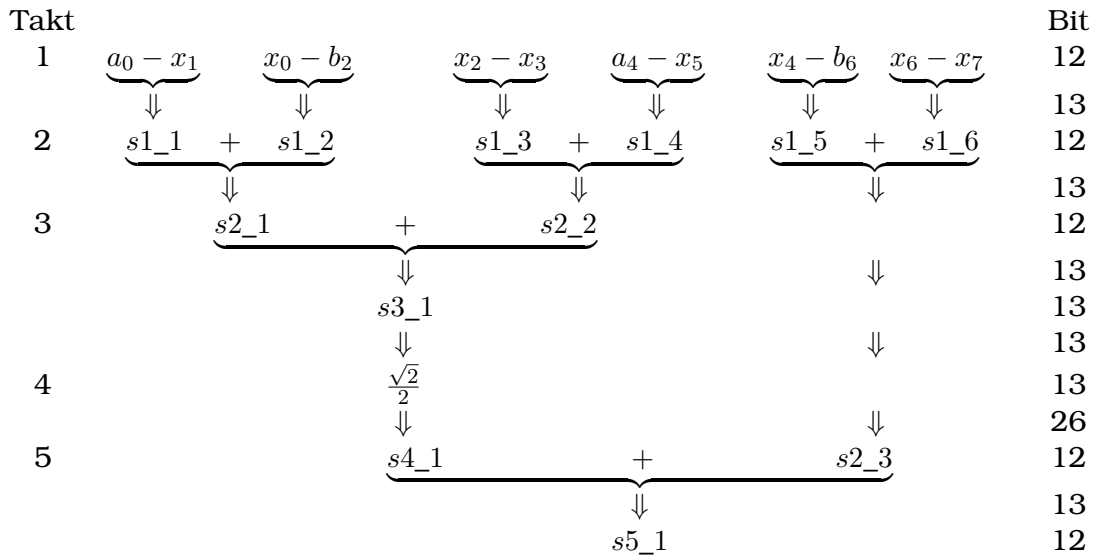 Takt Bit
1 a₀ − x₁ x₀ − b₂ x₂ − x₃ a₄ − x₅ x₄ − b₆ x₆ − x₇ 12
⇓ ⇓ ⇓ ⇓ ⇓ ⇓ 13
2 s1_1 + s1_2 s1_3 + s1_4 s1_5 + s1_6 12
⇓ ⇓ ⇓ 13
3 s2_1 + s2_2 12
⇓ ⇓ 13
s3_1 13
⇓ ⇓ 13
4 √2/2 13
⇓ ⇓ 26
5 s4_1 + s2_3 12
⇓ 13
s5_1 12